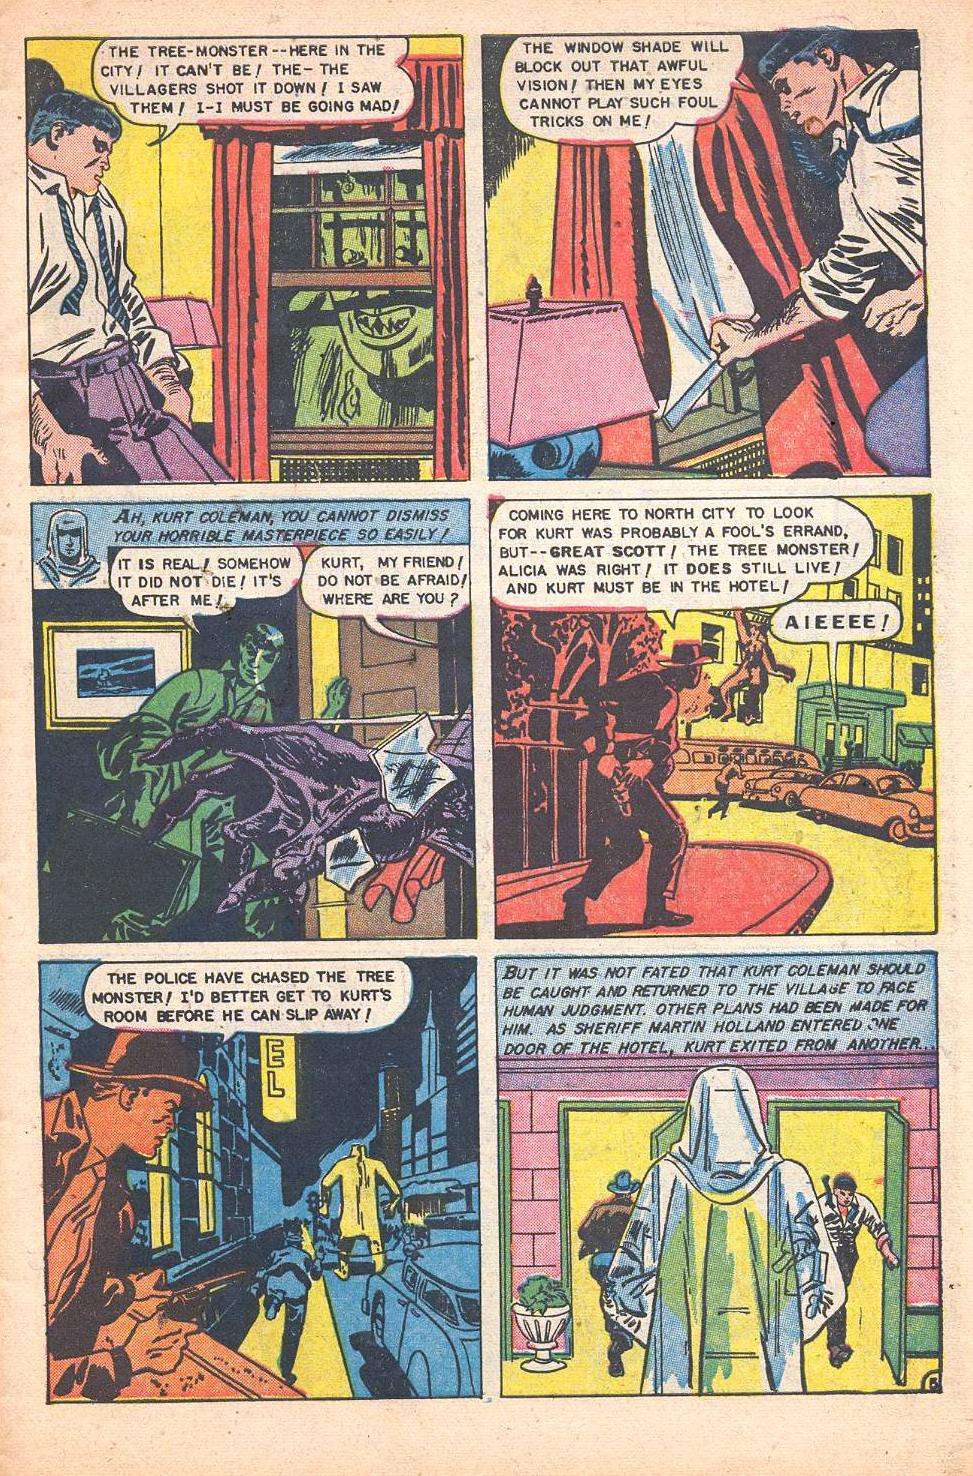 THE TREE-MONSTER--HERE IN THE
CITY! IT CAN'T BE! THE- THE
VILLAGERS SHOT IT DOWN! I SAW
THEM! I-I MUST BE GOING MAD!
THE WINDOW SHADE WILL
BLOCK OUT THAT AWFUL
VISION! THEN MY EYES
CANNOT PLAY SUCH FOUL
TRICKS ON ME!
AH, KURT COLEMAN, YOU CANNOT DISMISS
YOUR HORRIBLE MASTERPIECE SO EASILY!
IT IS REAL! SOMEHOW
IT DID NOT DIE! IT'S
AFTER ME!
KURT, MY FRIEND!
DO NOT BE AFRAID!
WHERE ARE YOU?
COMING HERE TO NORTH CITY TO LOOK
FOR KURT WAS PROBABLY A FOOL'S ERRAND,
BUT--GREAT SCOTT! THE TREE MONSTER!
ALICIA WAS RIGHT! IT DOES STILL LIVE!
AND KURT MUST BE IN THE HOTEL!
AIEEEE!
THE POLICE HAVE CHASED THE TREE
MONSTER! I'D BETTER GET TO KURT'S
ROOM BEFORE HE CAN SLIP AWAY!
EL
BUT IT WAS NOT FATED THAT KURT COLEMAN SHOULD
BE CAUGHT AND RETURNED TO THE VILLAGE TO FACE
HUMAN JUDGMENT. OTHER PLANS HAD BEEN MADE FOR
HIM. AS SHERIFF MARTIN HOLLAND ENTERED ONE
DOOR OF THE HOTEL, KURT EXITED FROM ANOTHER...
5